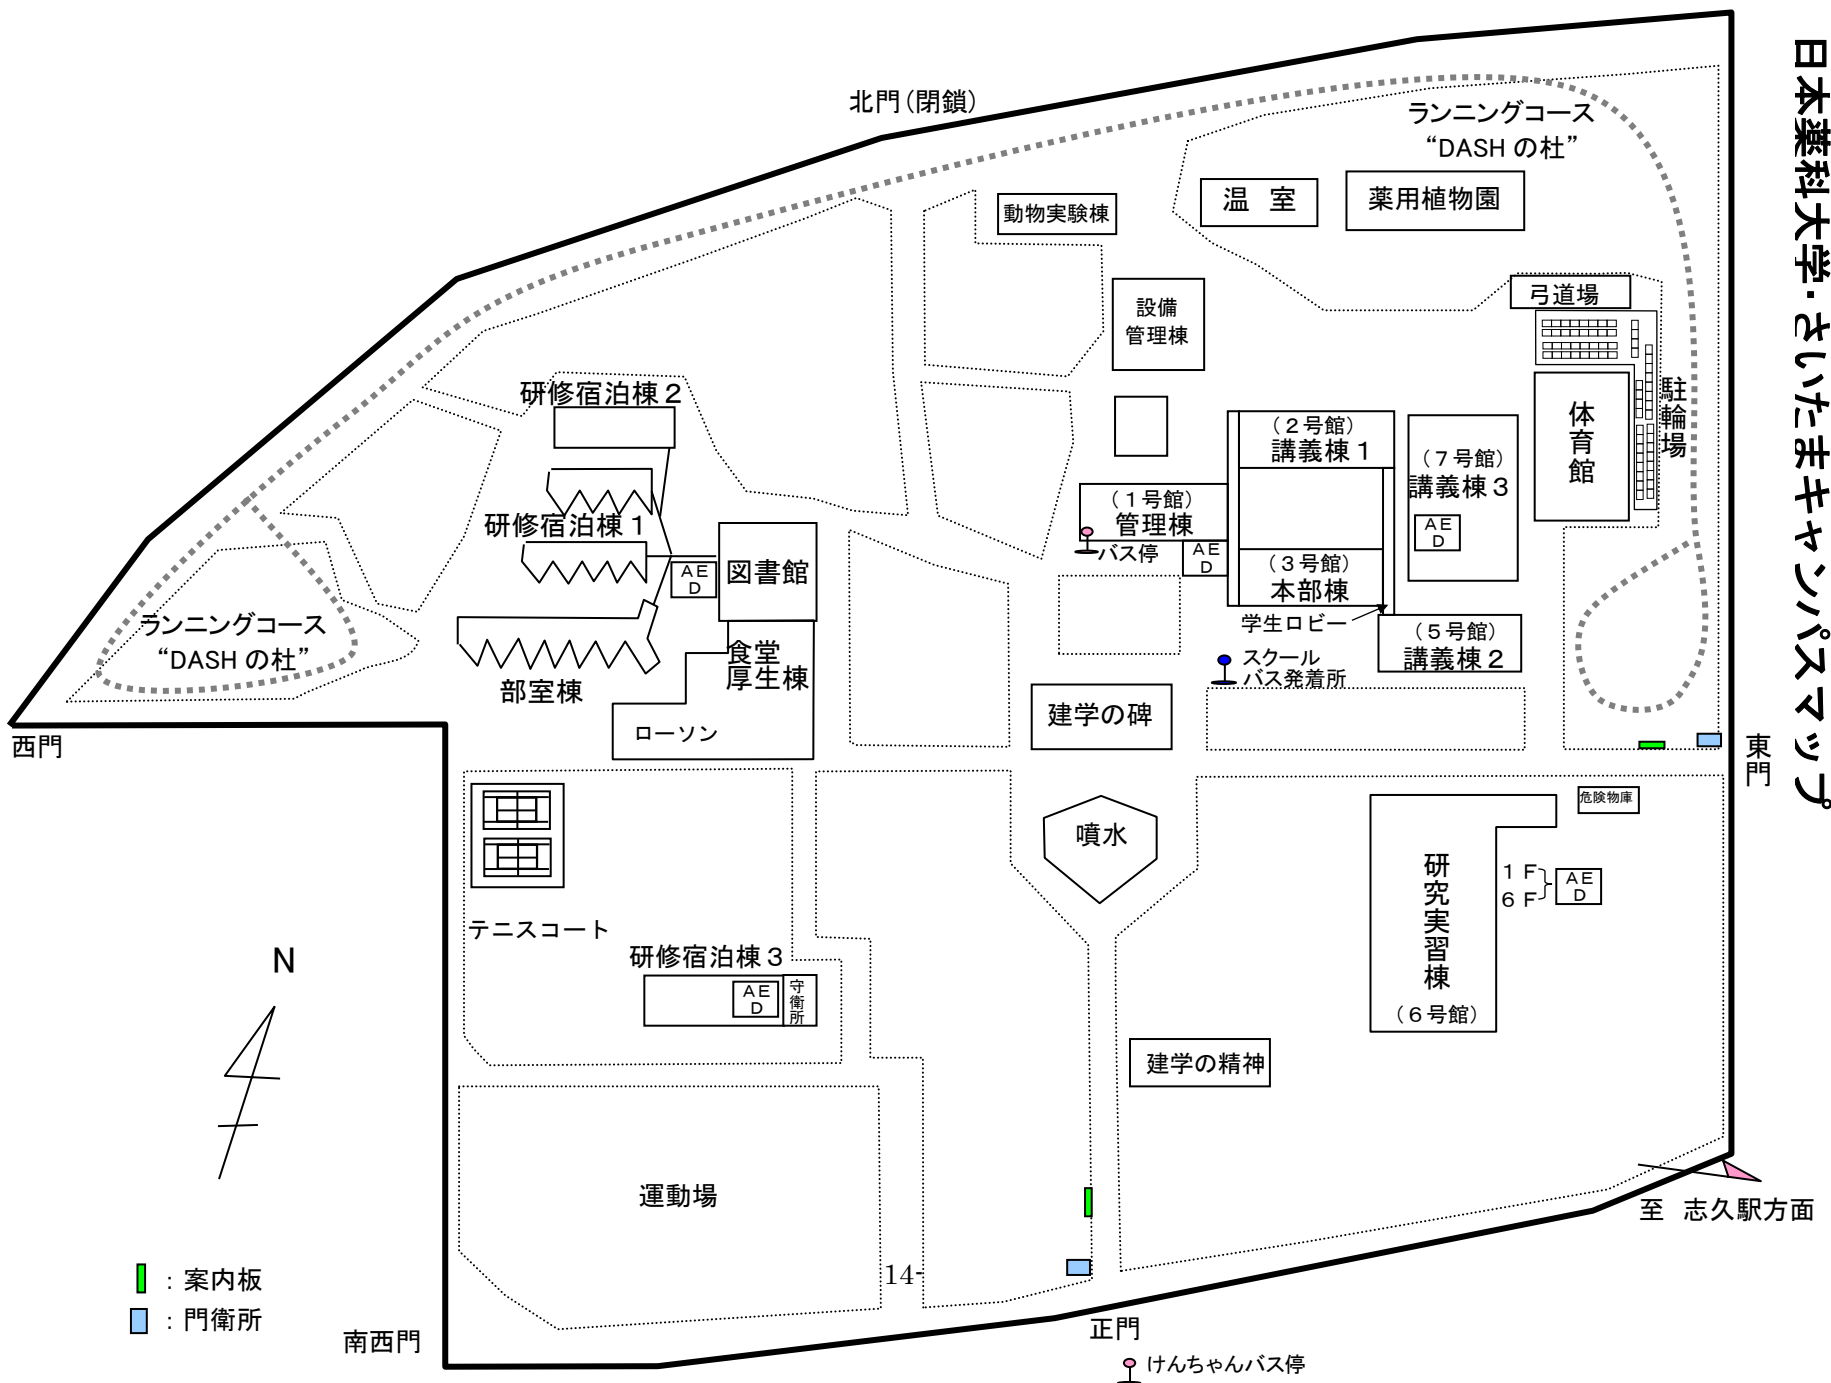 日本薬科大学・さいたまキャンパスマップ
北門（閉鎖）
ランニングコース
“DASH の杜”
動物実験棟
温　室
薬用植物園
設備
管理棟
弓道場
駐輪場
体育館
研修宿泊棟２
（２号館）
講義棟１
（７号館）
講義棟３
AE
D
（１号館）
管理棟
バス停
AE
D
（３号館）
本部棟
学生ロビー
（５号館）
講義棟２
スクール
バス発着所
研修宿泊棟１
AE
D
図書館
食堂
厚生棟
ローソン
部室棟
ランニングコース
“DASH の杜”
西門
建学の碑
東門
危険物庫
噴水
研究実習棟
（６号館）
１Ｆ
６Ｆ
AE
D
テニスコート
研修宿泊棟３
AE
D
守衛所
N
建学の精神
運動場
至　志久駅方面
：案内板
：門衛所
14-
南西門
正門
けんちゃんバス停